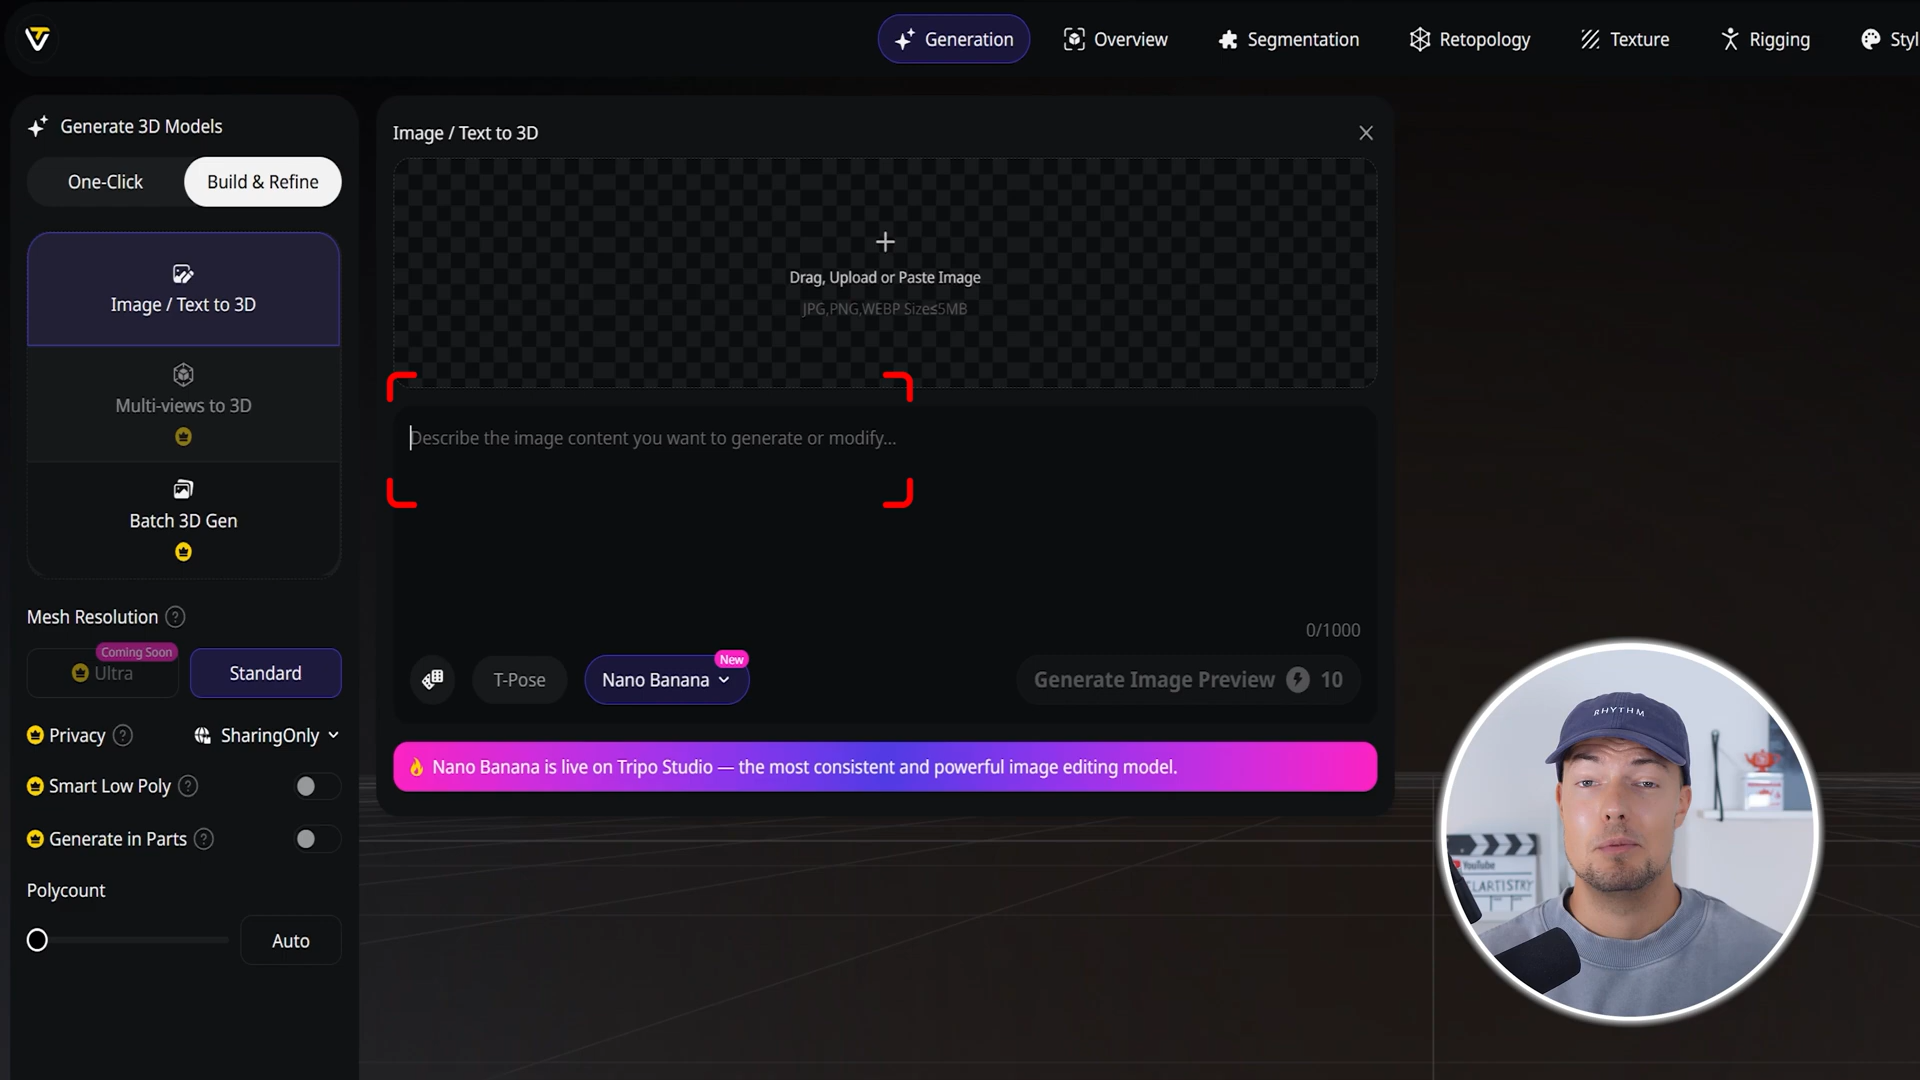 Generation
Overview
Segmentation
Retopology
Texture
Rigging
Styl
Generate 3D Models
One-Click
Build & Refine
Image / Text to 3D
Multi-views to 3D
Batch 3D Gen
Mesh Resolution ?
Coming Soon
Ultra
Standard
Privacy ?
SharingOnly
Smart Low Poly ?
Generate in Parts ?
Polycount
Auto
Image / Text to 3D
Drag, Upload or Paste Image
JPG,PNG,WEBP Size≤5MB
Describe the image content you want to generate or modify...
0/1000
T-Pose
Nano Banana
New
Generate Image Preview 10
🔥 Nano Banana is live on Tripo Studio — the most consistent and powerful image editing model.
RHYTHM
YouTube
LARTISTRY